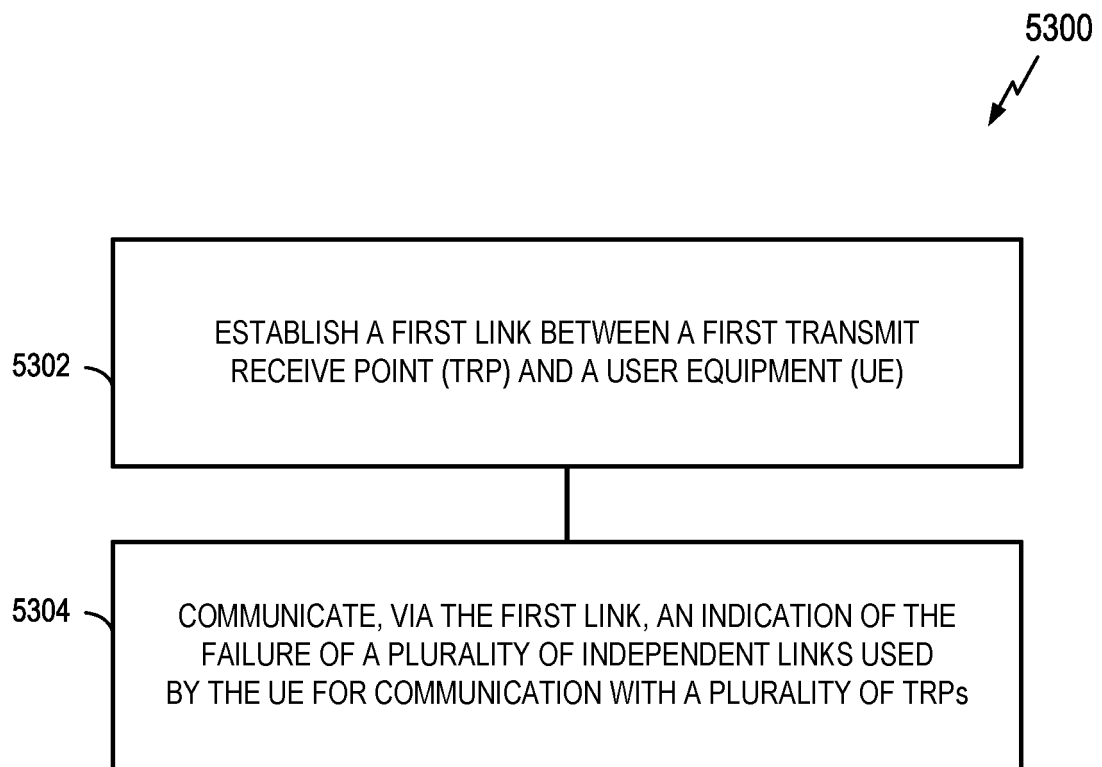 5300
5302
ESTABLISH A FIRST LINK BETWEEN A FIRST TRANSMIT
RECEIVE POINT (TRP) AND A USER EQUIPMENT (UE)
5304
COMMUNICATE, VIA THE FIRST LINK, AN INDICATION OF THE
FAILURE OF A PLURALITY OF INDEPENDENT LINKS USED
BY THE UE FOR COMMUNICATION WITH A PLURALITY OF TRPs